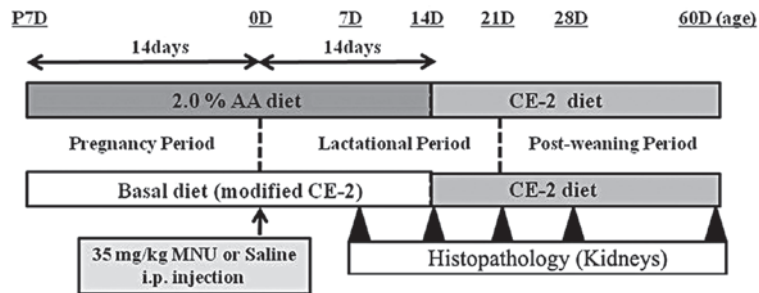 P7D 0D 7D 14D 21D 28D 60D (age)
14days 14days
2.0 % AA diet CE-2 diet
Pregnancy Period Lactational Period Post-weaning Period
Basal diet (modified CE-2) CE-2 diet
35 mg/kg MNU or Saline
i.p. injection
Histopathology (Kidneys)